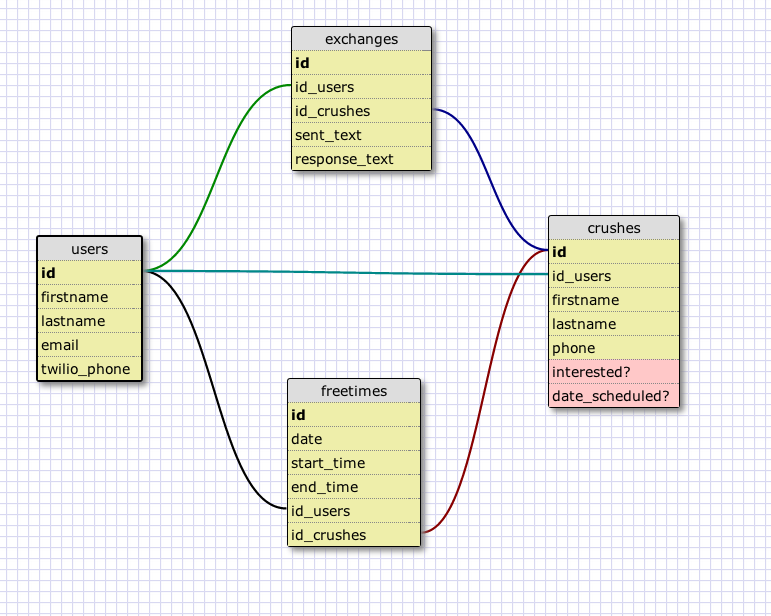 exchanges
id
id_users
id_crushes
sent_text
response_text
users
id
firstname
lastname
email
twilio_phone
crushes
id
id_users
firstname
lastname
phone
interested?
date_scheduled?
freetimes
id
date
start_time
end_time
id_users
id_crushes